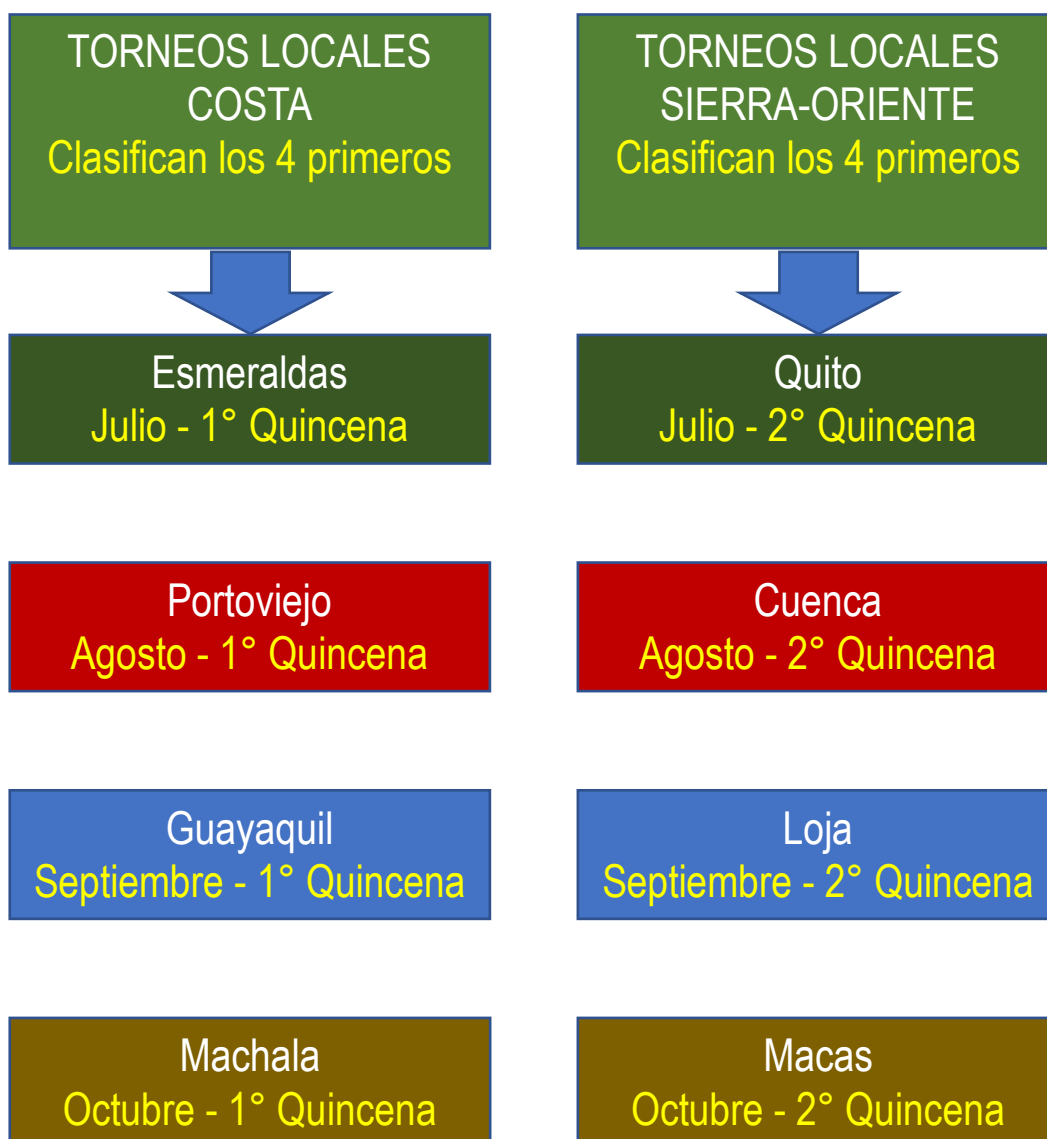 TORNEOS LOCALES
COSTA
Clasifican los 4 primeros
TORNEOS LOCALES
SIERRA-ORIENTE
Clasifican los 4 primeros
Esmeraldas
Julio - 1° Quincena
Quito
Julio - 2° Quincena
Portoviejo
Agosto - 1° Quincena
Cuenca
Agosto - 2° Quincena
Guayaquil
Septiembre - 1° Quincena
Loja
Septiembre - 2° Quincena
Machala
Octubre - 1° Quincena
Macas
Octubre - 2° Quincena